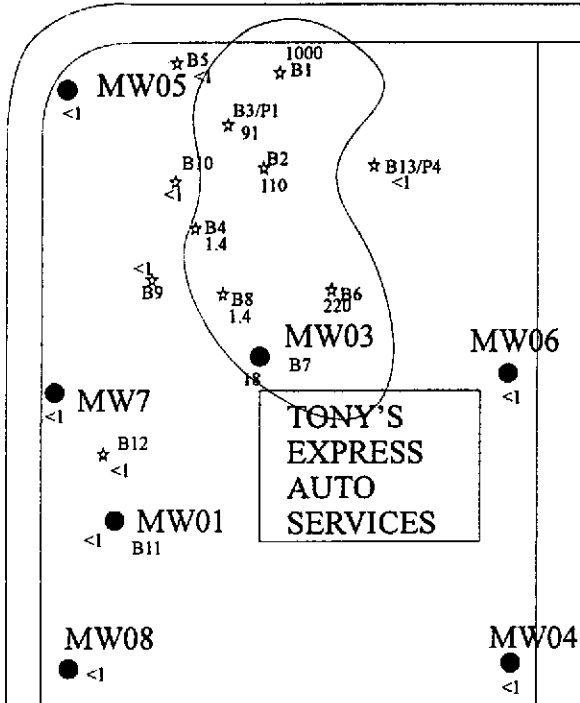 1000
B5
<1
B1
MW05
<1
B3/P1
91
B10
<1
B2
110
B13/P4
<1
B4
1.4
<1
B9
B8
1.4
B6
220
MW03
B7
18
MW06
<1
MW7
<1
B12
<1
TONY'S
EXPRESS
AUTO
SERVICES
MW01
<1
B11
MW08
<1
MW04
<1